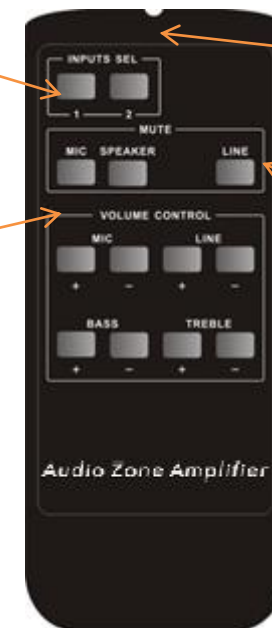 INPUTS SEL
1 2
MUTE
MIC SPEAKER LINE
VOLUME CONTROL
MIC LINE
+ − + −
BASS TREBLE
+ − + −
Audio Zone Amplifier